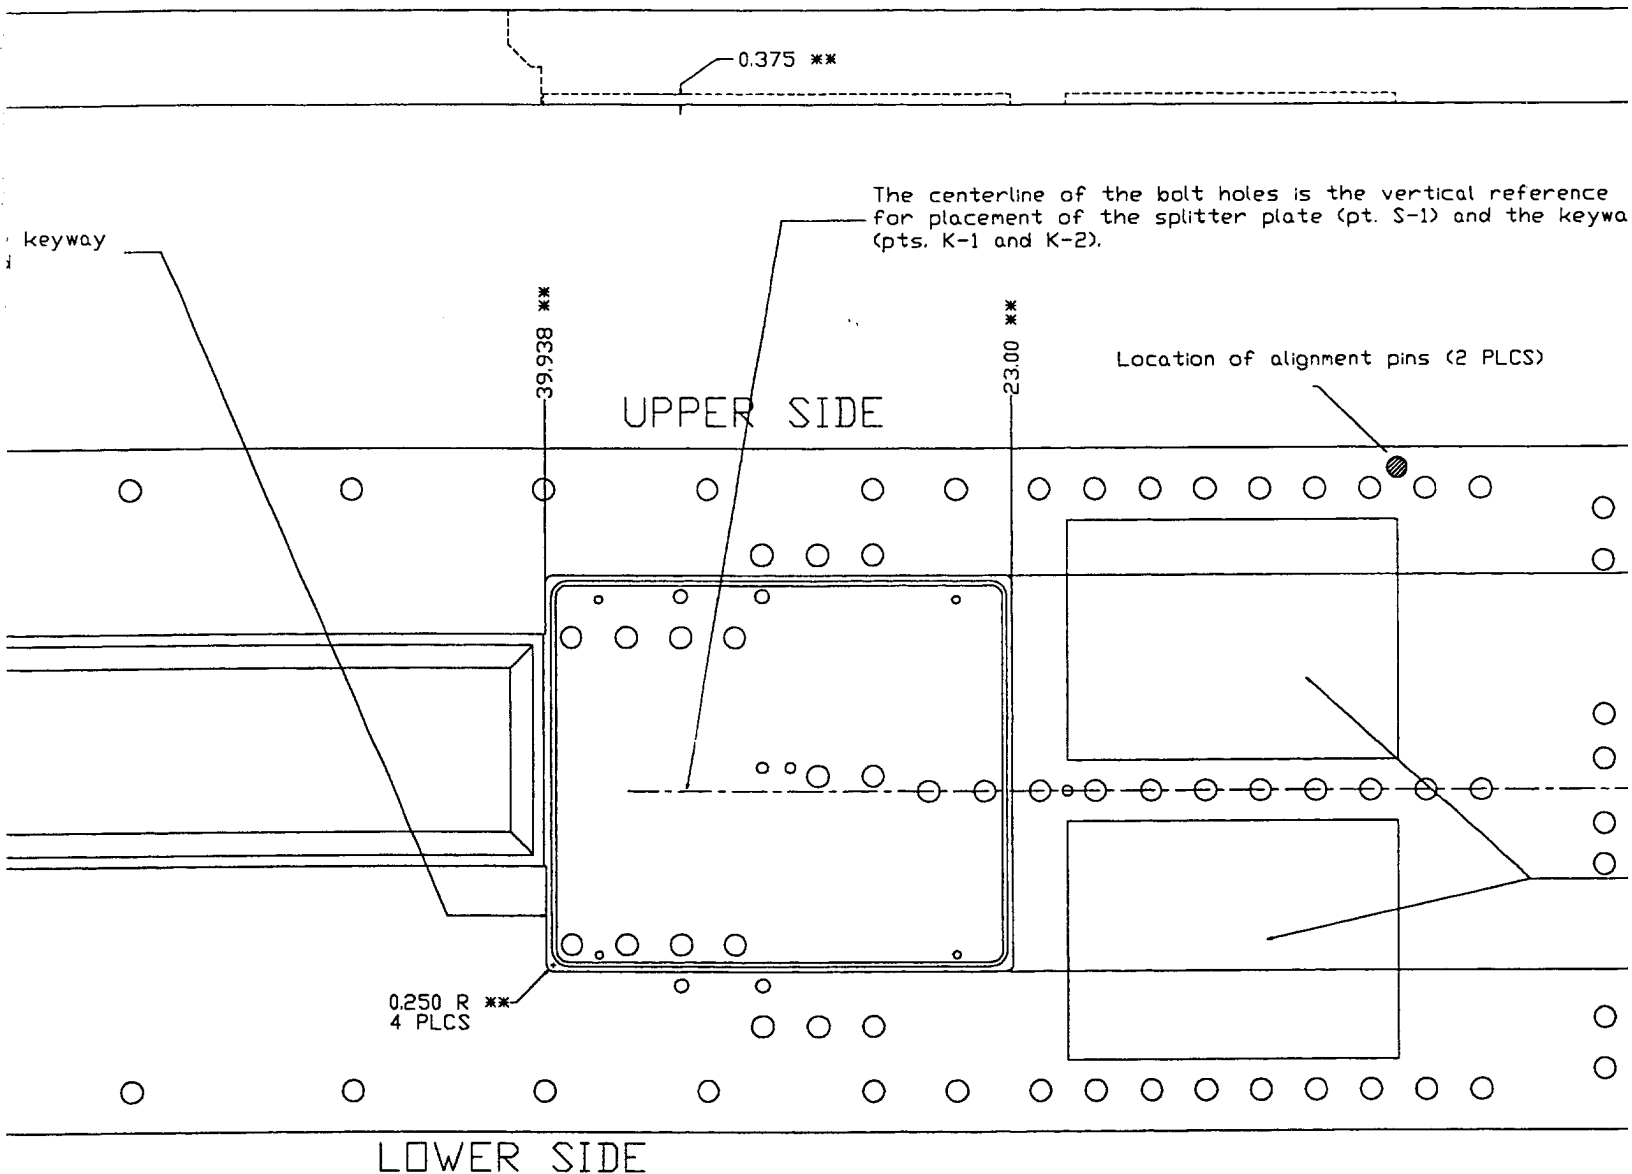 0.375 **
The centerline of the bolt holes is the vertical reference
for placement of the splitter plate (pt. S-1) and the keywa
(pts. K-1 and K-2).
keyway
39.938 **
23.00 **
Location of alignment pins (2 PLCS)
UPPER SIDE
0.250 R **
4 PLCS
LOWER SIDE